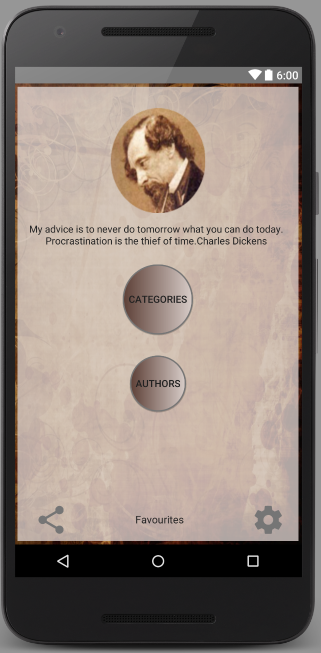 6:00
My advice is to never do tomorrow what you can do today.
Procrastination is the thief of time.Charles Dickens
CATEGORIES
AUTHORS
Favourites